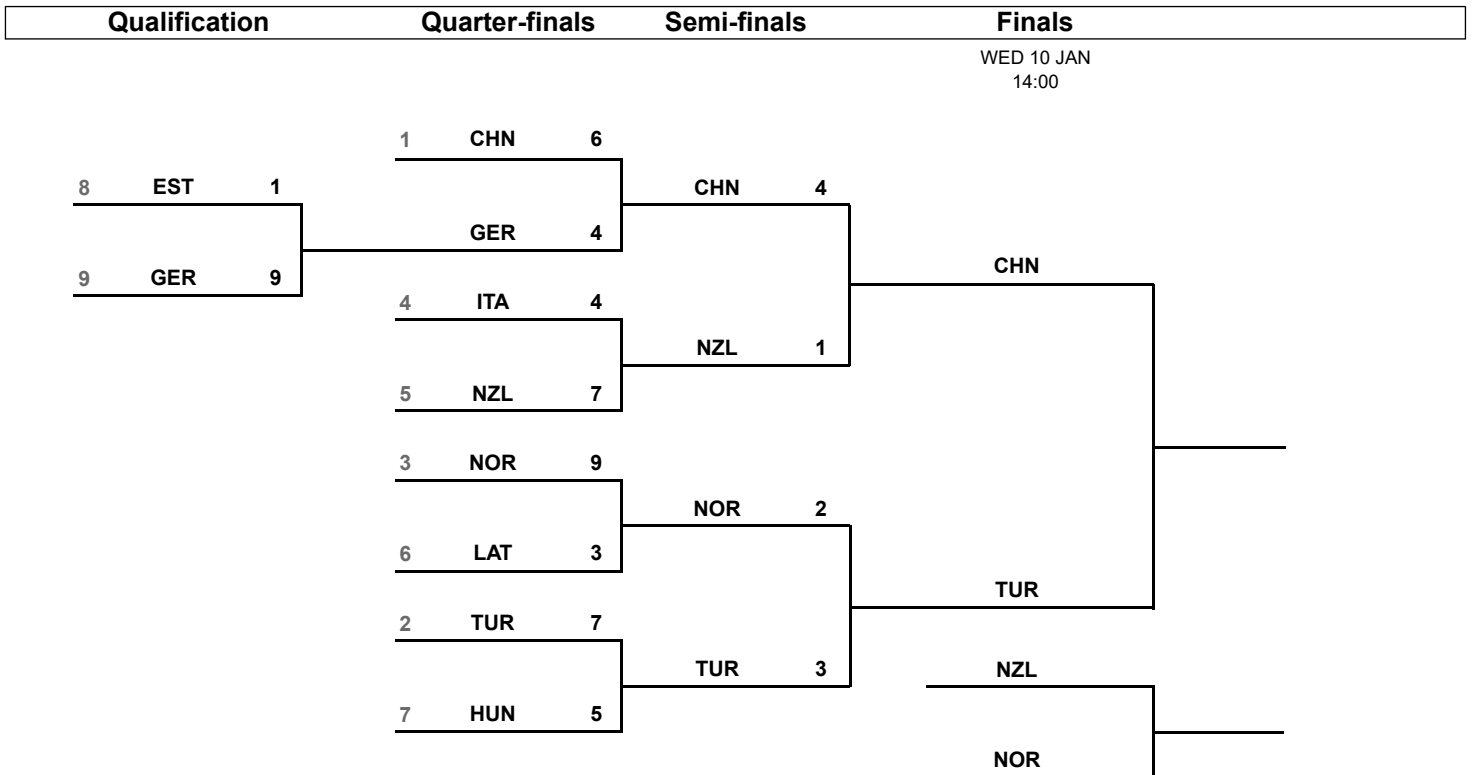 Qualification Quarter-finals Semi-finals Finals
WED 10 JAN
14:00
1 CHN 6
8 EST 1 CHN 4
GER 4
9 GER 9 CHN
4 ITA 4
NZL 1
5 NZL 7
3 NOR 9
NOR 2
6 LAT 3
TUR
2 TUR 7
TUR 3 NZL
7 HUN 5
NOR